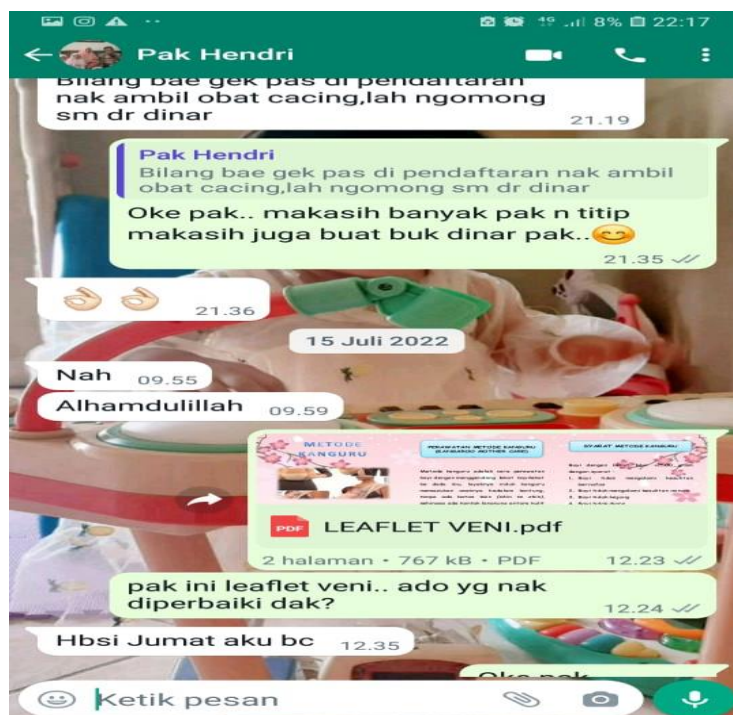 8% 22:17
Pak Hendri
Bilang bae gek pas di pendaftaran
nak ambil obat cacing,lah ngomong
sm dr dinar
21.19
Pak Hendri
Bilang bae gek pas di pendaftaran nak ambil
obat cacing,lah ngomong sm dr dinar
Oke pak.. makasih banyak pak n titip
makasih juga buat buk dinar pak..😊
21.35
👌🏻 👌🏻 21.36
15 Juli 2022
Nah 09.55
Alhamdulillah 09.59
METODE
KANGURU
PERAWATAN METODE KANGURU
SYARAT METODE KANGURU
PDF LEAFLET VENI.pdf
2 halaman • 767 kB • PDF 12.23
pak ini leaflet veni.. ado yg nak
diperbaiki dak?
12.24
Hbsi Jumat aku bc 12.35
Oke pak
Ketik pesan